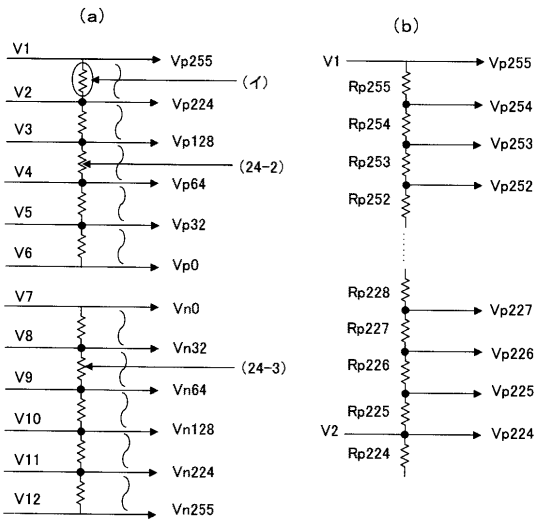 (a)
V1 Vp255
(イ)
V2 Vp224
V3 Vp128
(24-2)
V4 Vp64
V5 Vp32
V6 Vp0
V7 Vn0
V8 Vn32
(24-3)
V9 Vn64
V10 Vn128
V11 Vn224
V12 Vn255
(b)
V1 Vp255
Rp255
Vp254
Rp254
Vp253
Rp253
Vp252
Rp252
Rp228
Vp227
Rp227
Vp226
Rp226
Vp225
Rp225
V2 Vp224
Rp224